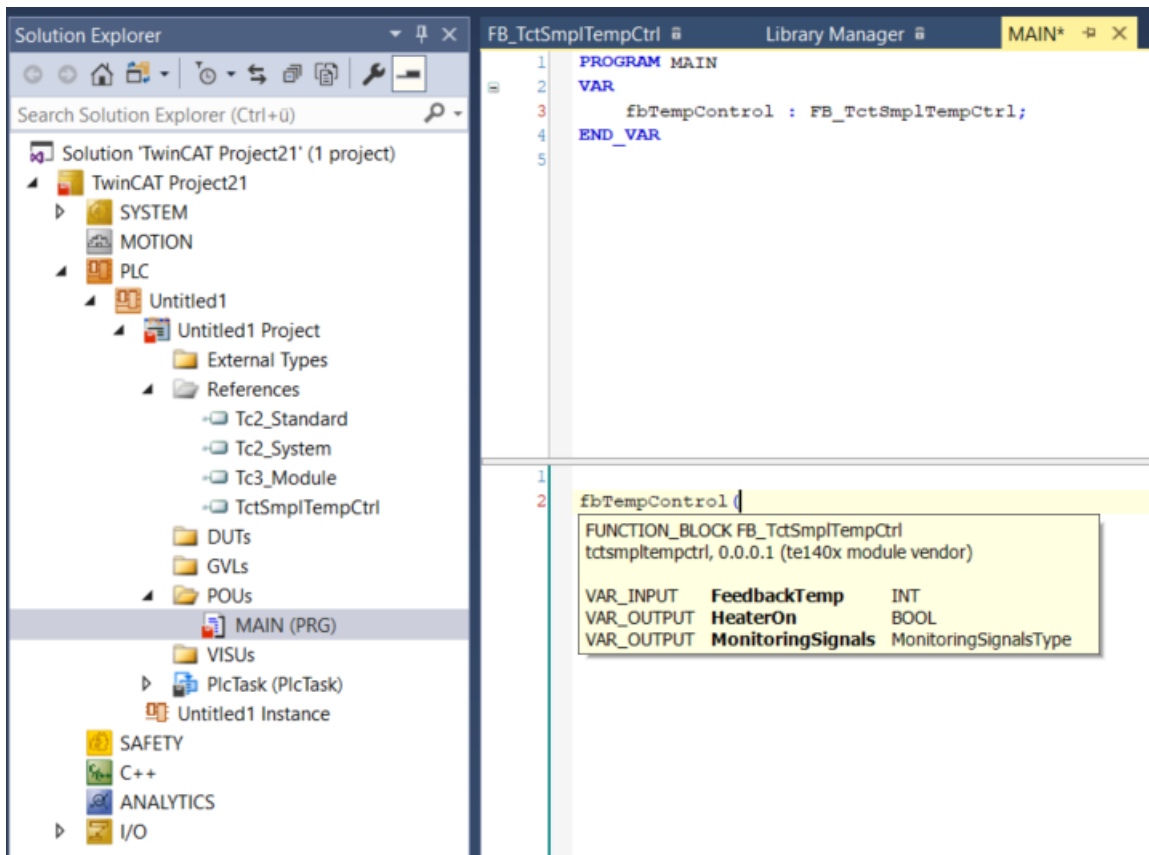 Solution Explorer
Search Solution Explorer (Ctrl+ü)
Solution 'TwinCAT Project21' (1 project)
TwinCAT Project21
SYSTEM
MOTION
PLC
Untitled1
Untitled1 Project
External Types
References
Tc2_Standard
Tc2_System
Tc3_Module
TctSmplTempCtrl
DUTs
GVLs
POUs
MAIN (PRG)
VISUs
PlcTask (PlcTask)
Untitled1 Instance
SAFETY
C++
ANALYTICS
I/O
FB_TctSmplTempCtrl Library Manager MAIN*
1 PROGRAM MAIN
2 VAR
3 fbTempControl : FB_TctSmplTempCtrl;
4 END_VAR
5
1
2 fbTempControl(
FUNCTION_BLOCK FB_TctSmplTempCtrl
tctsmpltempctrl, 0.0.0.1 (te140x module vendor)
VAR_INPUT FeedbackTemp INT
VAR_OUTPUT HeaterOn BOOL
VAR_OUTPUT MonitoringSignals MonitoringSignalsType